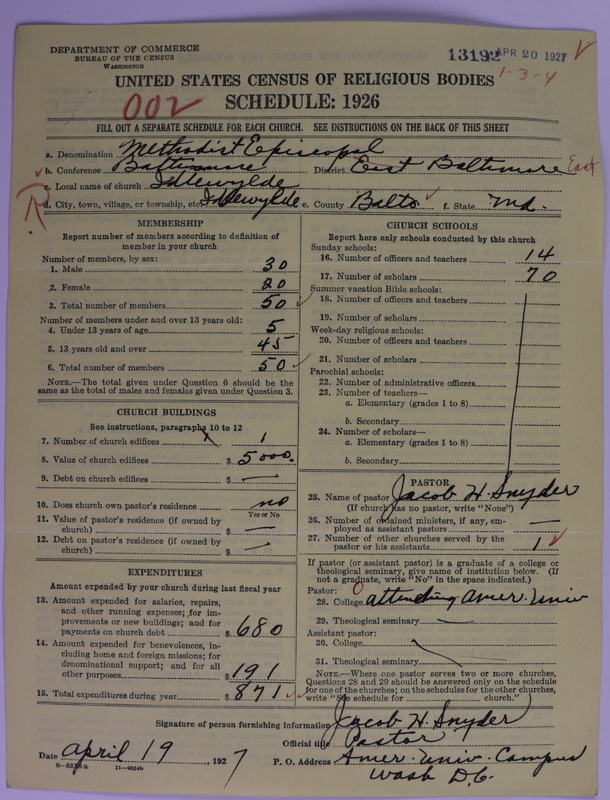 DEPARTMENT OF COMMERCE
BUREAU OF THE CENSUS
WASHINGTON
13192 APR 20 1927
1-3-4
UNITED STATES CENSUS OF RELIGIOUS BODIES
002
SCHEDULE: 1926
FILL OUT A SEPARATE SCHEDULE FOR EACH CHURCH. SEE INSTRUCTIONS ON THE BACK OF THIS SHEET
a. Denomination Methodist Episcopal
b. Conference Baltimore District East Baltimore East
c. Local name of church Idlewylde
d. City, town, village, or township, etc. Idlewylde e. County Balto f. State Md.
MEMBERSHIP
Report number of members according to definition of member in your church
Number of members, by sex:
1. Male 30
2. Female 20
3. Total number of members 50
Number of members under and over 13 years old:
4. Under 13 years of age 5
5. 13 years old and over 45
6. Total number of members 50
NOTE.—The total given under Question 6 should be the same as the total of males and females given under Question 3.
CHURCH BUILDINGS
See instructions, paragraphs 10 to 12
7. Number of church edifices 1
8. Value of church edifices $ 5000.
9. Debt on church edifices $ —
10. Does church own pastor's residence? no
Yes or No
11. Value of pastor's residence (if owned by church) $ —
12. Debt on pastor's residence (if owned by church) $ —
EXPENDITURES
Amount expended by your church during last fiscal year
13. Amount expended for salaries, repairs, and other running expenses; for improvements or new buildings; and for payments on church debt $ 680
14. Amount expended for benevolences, including home and foreign missions; for denominational support; and for all other purposes $ 191
15. Total expenditures during year $ 871
CHURCH SCHOOLS
Report here only schools conducted by this church
Sunday schools:
16. Number of officers and teachers 14
17. Number of scholars 70
Summer vacation Bible schools:
18. Number of officers and teachers
19. Number of scholars
Week-day religious schools:
20. Number of officers and teachers
21. Number of scholars
Parochial schools:
22. Number of administrative officers
23. Number of teachers—
a. Elementary (grades 1 to 8)
b. Secondary
24. Number of scholars—
a. Elementary (grades 1 to 8)
b. Secondary
PASTOR
25. Name of pastor Jacob H. Snyder
(If church has no pastor, write "None")
26. Number of ordained ministers, if any, employed as assistant pastors —
27. Number of other churches served by the pastor or his assistants 1
If pastor (or assistant pastor) is a graduate of a college or theological seminary, give name of institution below. (If not a graduate, write "No" in the space indicated.)
Pastor:
28. College attending Amer. Univ
29. Theological seminary —
Assistant pastor:
30. College
31. Theological seminary
NOTE.—Where one pastor serves two or more churches, Questions 28 and 29 should be answered only on the schedule for one of the churches; on the schedules for the other churches, write "See schedule for church."
Signature of person furnishing information Jacob H. Snyder
Official title Pastor
Date April 19, 1927 P. O. Address Amer. Univ. Campus
Wash D.C.